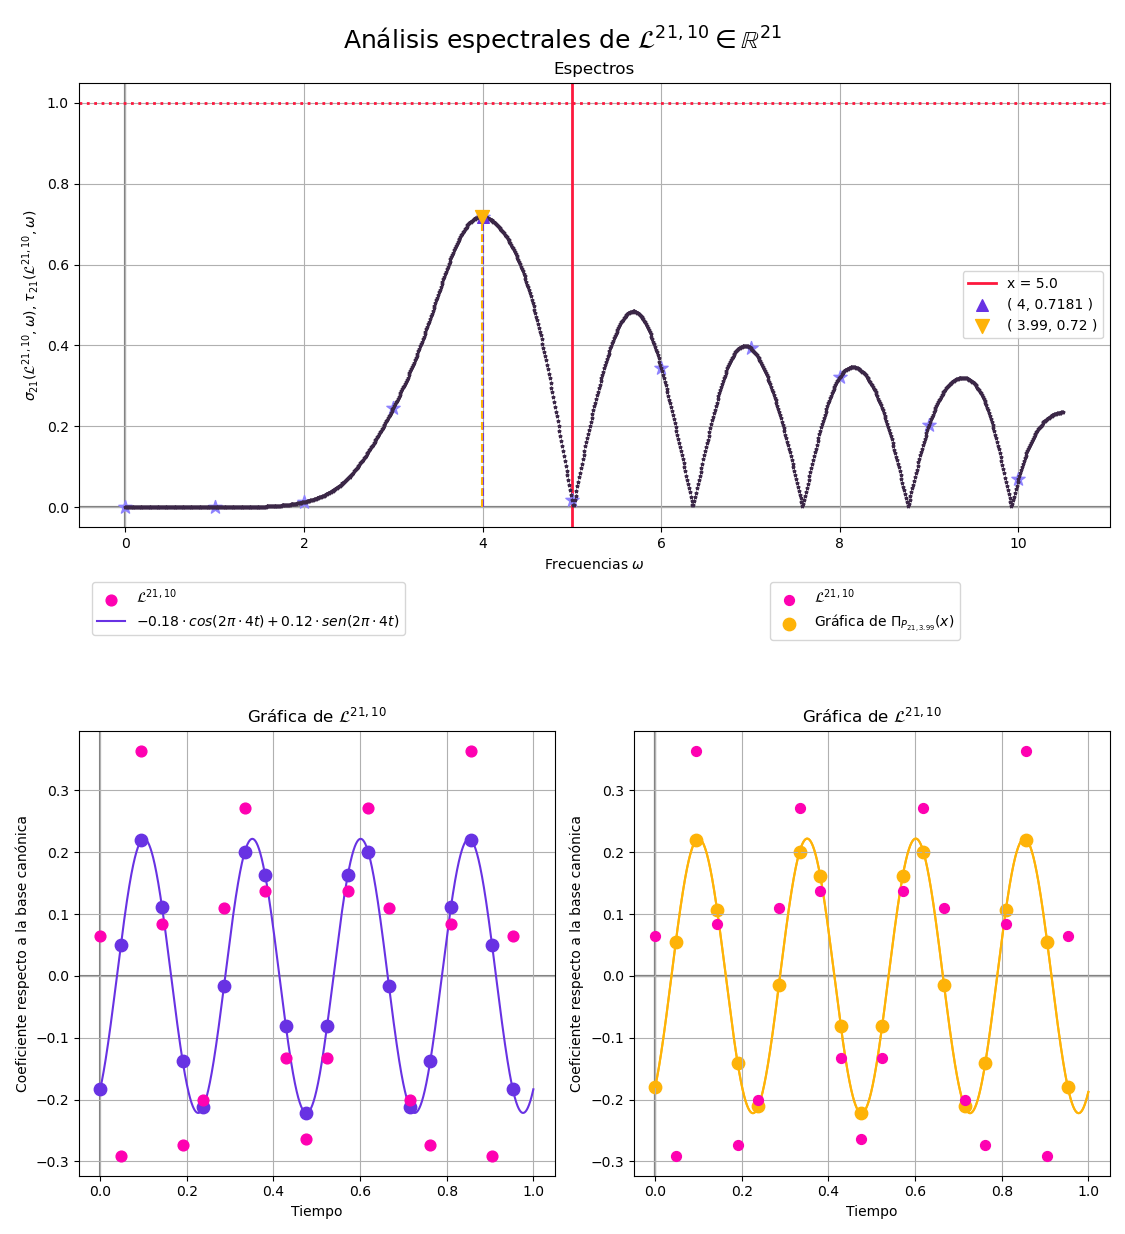 Análisis espectrales de $\mathcal{L}^{21,10} \in \mathbb{R}^{21}$
Espectros
$\sigma_{21}(\mathcal{L}^{21,10}, \omega), \tau_{21}(\mathcal{L}^{21,10}, \omega)$
1.0
0.8
0.6
0.4
0.2
0.0
x = 5.0
( 4, 0.7181 )
( 3.99, 0.72 )
0 2 4 6 8 10
Frecuencias ω
$\mathcal{L}^{21,10}$
$-0.18 \cdot cos(2\pi \cdot 4t) + 0.12 \cdot sen(2\pi \cdot 4t)$
$\mathcal{L}^{21,10}$
Gráfica de $\Pi_{P_{21,3.99}}(x)$
Gráfica de $\mathcal{L}^{21,10}$
Coeficiente respecto a la base canónica
0.3
0.2
0.1
0.0
−0.1
−0.2
−0.3
0.0 0.2 0.4 0.6 0.8 1.0
Tiempo
Gráfica de $\mathcal{L}^{21,10}$
Coeficiente respecto a la base canónica
0.3
0.2
0.1
0.0
−0.1
−0.2
−0.3
0.0 0.2 0.4 0.6 0.8 1.0
Tiempo